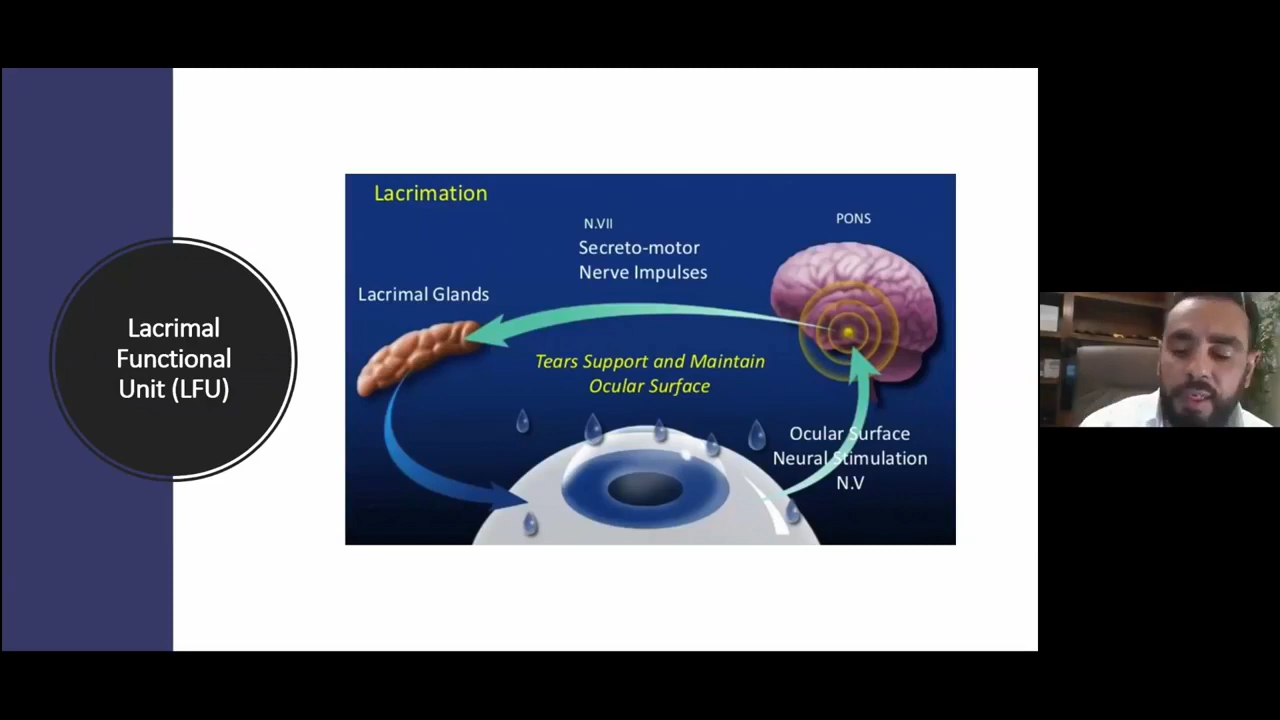 Lacrimal
Functional
Unit (LFU)
Lacrimation
N.VII
Secreto-motor
Nerve Impulses
PONS
Lacrimal Glands
Tears Support and Maintain
Ocular Surface
Ocular Surface
Neural Stimulation
N.V